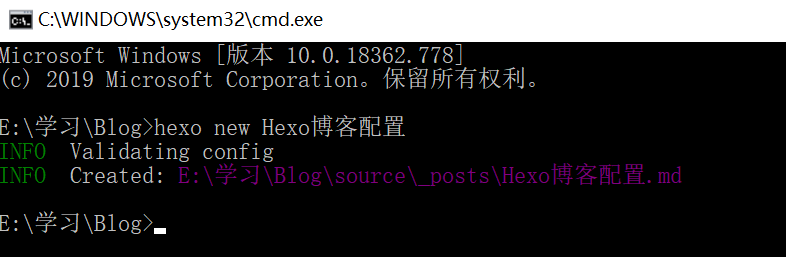 C:\WINDOWS\system32\cmd.exe
Microsoft Windows [版本 10.0.18362.778]
(c) 2019 Microsoft Corporation。保留所有权利。
E:\学习\Blog>hexo new Hexo博客配置
INFO  Validating config
INFO  Created: E:\学习\Blog\source\_posts\Hexo博客配置.md
E:\学习\Blog>